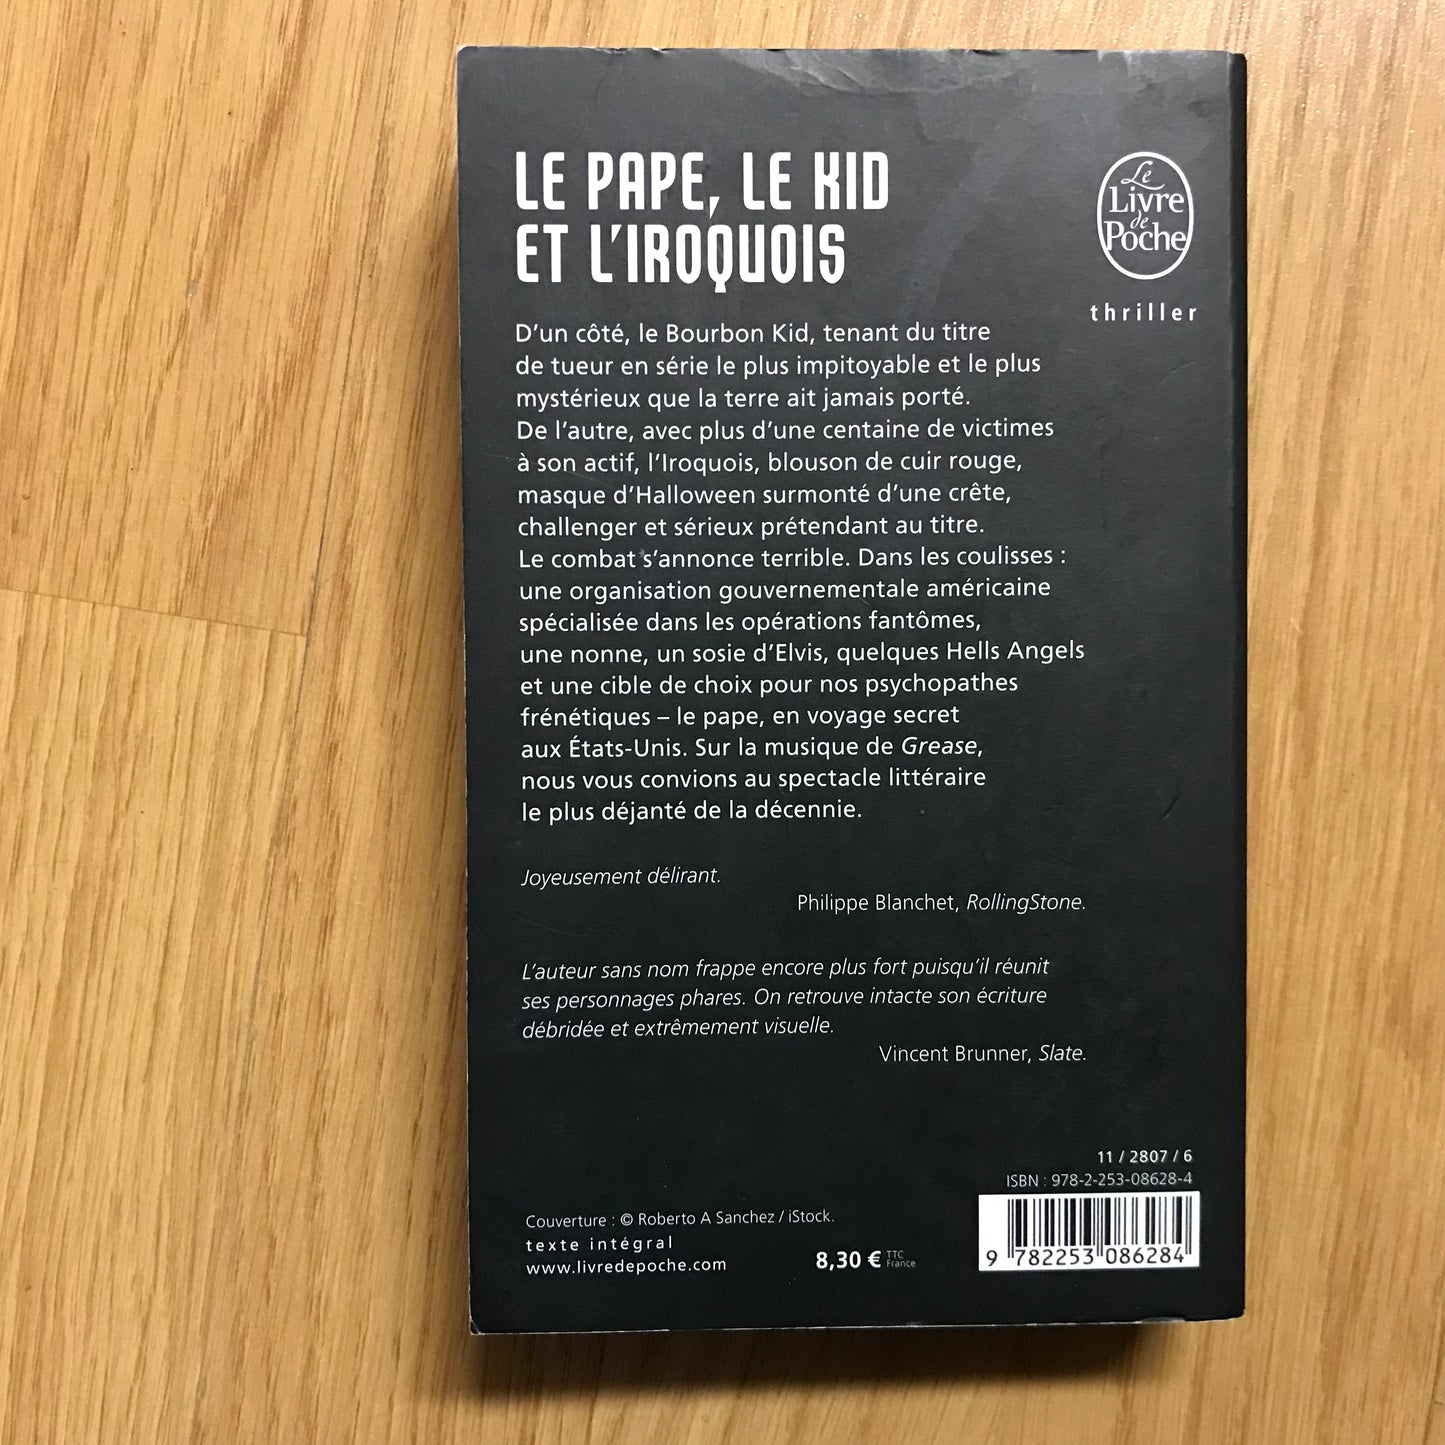 LE PAPE, LE KID
ET L'IROQUOIS
Le
Livre
de
Poche
thriller
D'un côté, le Bourbon Kid, tenant du titre
de tueur en série le plus impitoyable et le plus
mystérieux que la terre ait jamais porté.
De l'autre, avec plus d'une centaine de victimes
à son actif, l'Iroquois, blouson de cuir rouge,
masque d'Halloween surmonté d'une crête,
challenger et sérieux prétendant au titre.
Le combat s'annonce terrible. Dans les coulisses :
une organisation gouvernementale américaine
spécialisée dans les opérations fantômes,
une nonne, un sosie d'Elvis, quelques Hells Angels
et une cible de choix pour nos psychopathes
frénétiques – le pape, en voyage secret
aux États-Unis. Sur la musique de Grease,
nous vous convions au spectacle littéraire
le plus déjanté de la décennie.
Joyeusement délirant.
Philippe Blanchet, RollingStone.
L'auteur sans nom frappe encore plus fort puisqu'il réunit
ses personnages phares. On retrouve intacte son écriture
débridée et extrêmement visuelle.
Vincent Brunner, Slate.
11 / 2807 / 6
ISBN : 978-2-253-08628-4
Couverture : © Roberto A Sanchez / iStock.
texte intégral
www.livredepoche.com
8,30 € TTC
France
9 782253 086284